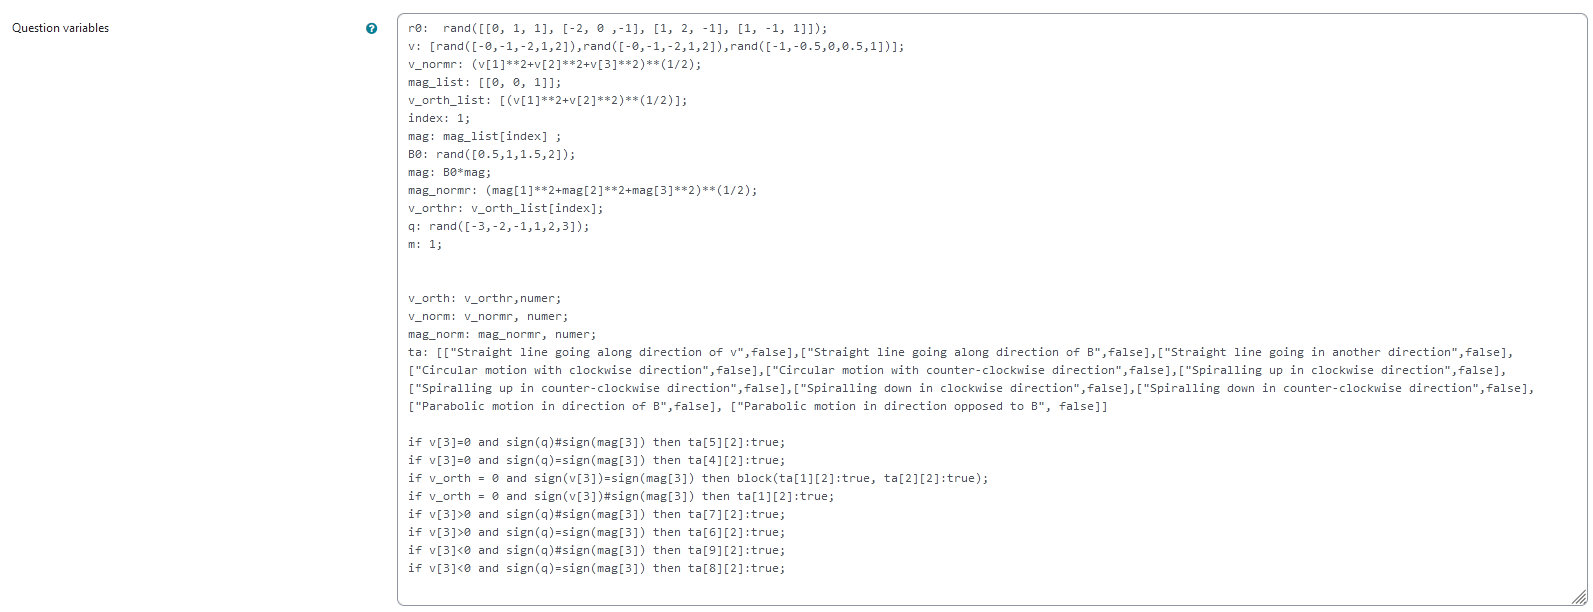 Question variables
r0:  rand([[0, 1, 1], [-2, 0 ,-1], [1, 2, -1], [1, -1, 1]]);
v: [rand([-0,-1,-2,1,2]),rand([-0,-1,-2,1,2]),rand([-1,-0.5,0,0.5,1])];
v_normr: (v[1]**2+v[2]**2+v[3]**2)**(1/2);
mag_list: [[0, 0, 1]];
v_orth_list: [(v[1]**2+v[2]**2)**(1/2)];
index: 1;
mag: mag_list[index] ;
B0: rand([0.5,1,1.5,2]);
mag: B0*mag;
mag_normr: (mag[1]**2+mag[2]**2+mag[3]**2)**(1/2);
v_orthr: v_orth_list[index];
q: rand([-3,-2,-1,1,2,3]);
m: 1;
v_orth: v_orthr,numer;
v_norm: v_normr, numer;
mag_norm: mag_normr, numer;
ta: [["Straight line going along direction of v",false],["Straight line going along direction of B",false],["Straight line going in another direction",false],
["Circular motion with clockwise direction",false],["Circular motion with counter-clockwise direction",false],["Spiralling up in clockwise direction",false],
["Spiralling up in counter-clockwise direction",false],["Spiralling down in clockwise direction",false],["Spiralling down in counter-clockwise direction",false],
["Parabolic motion in direction of B",false], ["Parabolic motion in direction opposed to B", false]]
if v[3]=0 and sign(q)#sign(mag[3]) then ta[5][2]:true;
if v[3]=0 and sign(q)=sign(mag[3]) then ta[4][2]:true;
if v_orth = 0 and sign(v[3])=sign(mag[3]) then block(ta[1][2]:true, ta[2][2]:true);
if v_orth = 0 and sign(v[3])#sign(mag[3]) then ta[1][2]:true;
if v[3]>0 and sign(q)#sign(mag[3]) then ta[7][2]:true;
if v[3]>0 and sign(q)=sign(mag[3]) then ta[6][2]:true;
if v[3]<0 and sign(q)#sign(mag[3]) then ta[9][2]:true;
if v[3]<0 and sign(q)=sign(mag[3]) then ta[8][2]:true;